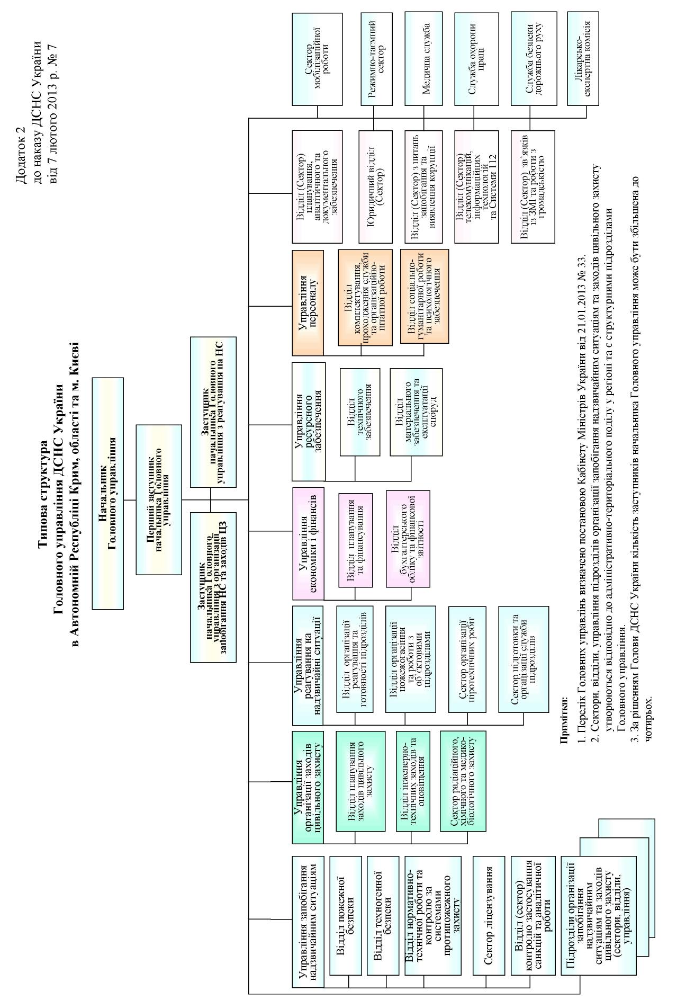 Додаток 2
до наказу ДСНС України
від 7 лютого 2013 р. № 7
Типова структура
Головного управління ДСНС України
в Автономній Республіці Крим, області та м. Києві
Начальник
Головного управління
Перший заступник
начальника Головного
управління
Заступник
начальника Головного
управління з організації
запобігання НС та заходів ЦЗ
Заступник
начальника Головного
управління з реагування на НС
Управління запобігання
надзвичайним ситуаціям
Відділ пожежної
безпеки
Відділ техногенної
безпеки
Відділ нормативно-
технічної роботи та
контролю за
системами
протипожежного
захисту
Сектор ліцензування
Відділ (сектор)
контролю застосування
санкцій та аналітичної
роботи
Підрозділи організації
запобігання
надзвичайним
ситуаціям та заходів
цивільного захисту
(сектори, відділи,
управління)
Управління
організації заходів
цивільного захисту
Відділ планування
заходів цивільного
захисту
Відділ інженерно-
технічних заходів та
оповіщення
Сектор радіаційного,
хімічного та медико-
біологічного захисту
Управління
реагування на
надзвичайні ситуації
Відділ організації
реагування та
готовності підрозділів
Відділ організації
пожежогасіння
та роботи з
об`єктовими
підрозділами
Сектор організації
піротехнічних робіт
Сектор підготовки та
організації служби
підрозділів
Управління
економіки і фінансів
Відділ планування
та фінансування
Відділ
бухгалтерського
обліку та фінансової
звітності
Управління
ресурсного
забезпечення
Відділ
технічного
забезпечення
Відділ
матеріального
забезпечення та
експлуатації
споруд
Управління
персоналу
Відділ
комплектування,
проходження служби
та організаційно-
штатної роботи
Відділ соціально-
гуманітарної роботи
та психологічного
забезпечення
Відділ (Сектор)
планування,
аналітичного та
документального
забезпечення
Юридичний відділ
(Сектор)
Відділ (Сектор) з питань
запобігання та
виявлення корупції
Відділ (Сектор)
телекомунікацій,
інформаційних
технологій
та Системи 112
Відділ (Сектор) зв`язків
із ЗМІ та роботи з
громадськістю
Сектор
мобілізаційної
роботи
Режимно-таємний
сектор
Медична служба
Служба охорони
праці
Служба безпеки
дорожнього руху
Лікарсько-
експертна комісія
Примітки:
1. Перелік Головних управлінь визначено постановою Кабінету Міністрів України від 21.01.2013 № 33.
2. Сектори, відділи, управління підрозділів організації запобігання надзвичайним ситуаціям та заходів цивільного захисту
утворюються відповідно до адміністративно-територіального поділу у регіоні та є структурними підрозділами
Головного управління.
3. За рішенням Голови ДСНС України кількість заступників начальника Головного управління може бути збільшена до
чотирьох.